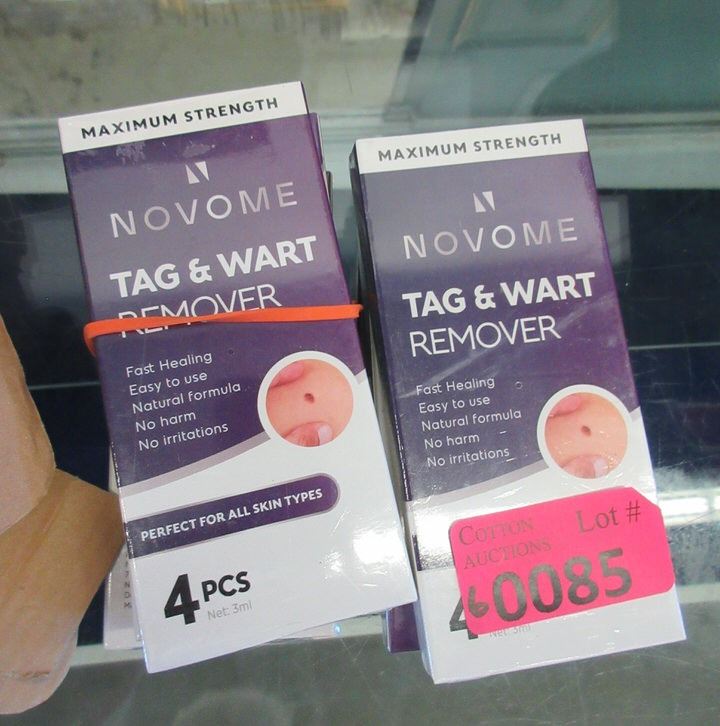 MAXIMUM STRENGTH
NOVOME
TAG & WART
REMOVER
Fast Healing
Easy to use
Natural formula
No harm
No irritations
PERFECT FOR ALL SKIN TYPES
4 PCS
Net: 3ml
MAXIMUM STRENGTH
NOVOME
TAG & WART
REMOVER
Fast Healing
Easy to use
Natural formula
No harm
No irritations
COTTON
AUCTIONS
Lot #
60085
4
Net: 3ml